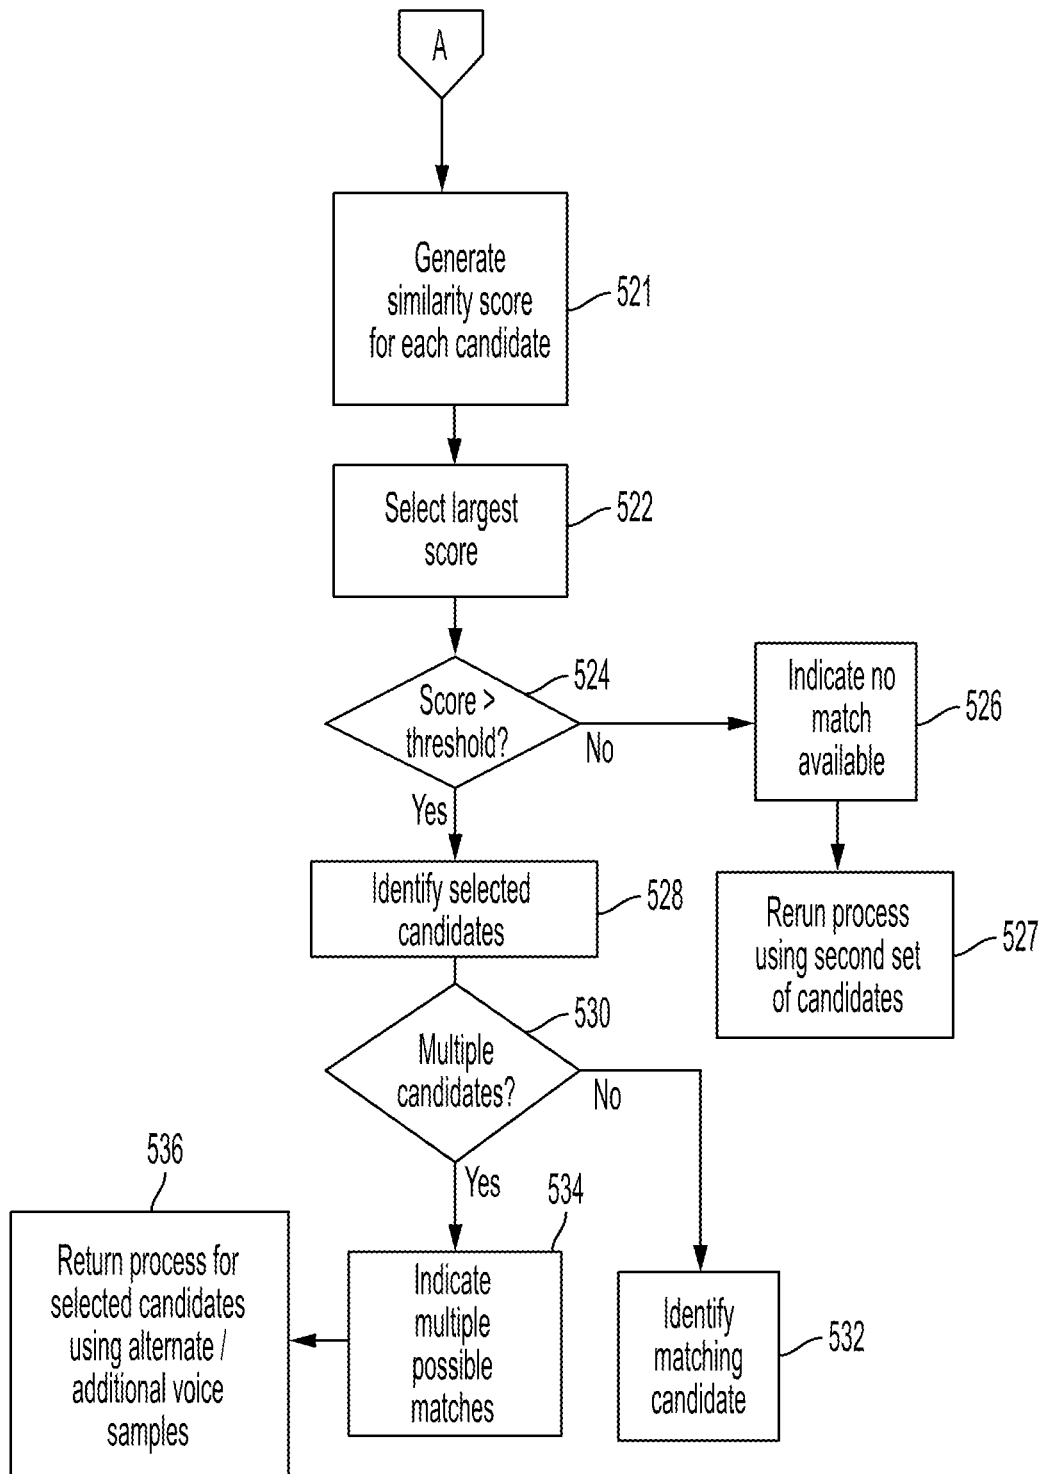 A
Generate
similarity score
for each candidate
521
Select largest
score
522
524
Score >
threshold?
No
Yes
Indicate no
match
available
526
Rerun process
using second set
of candidates
527
Identify selected
candidates
528
530
Multiple
candidates?
No
Yes
534
Indicate
multiple
possible
matches
536
Return process for
selected candidates
using alternate /
additional voice
samples
Identify
matching
candidate
532